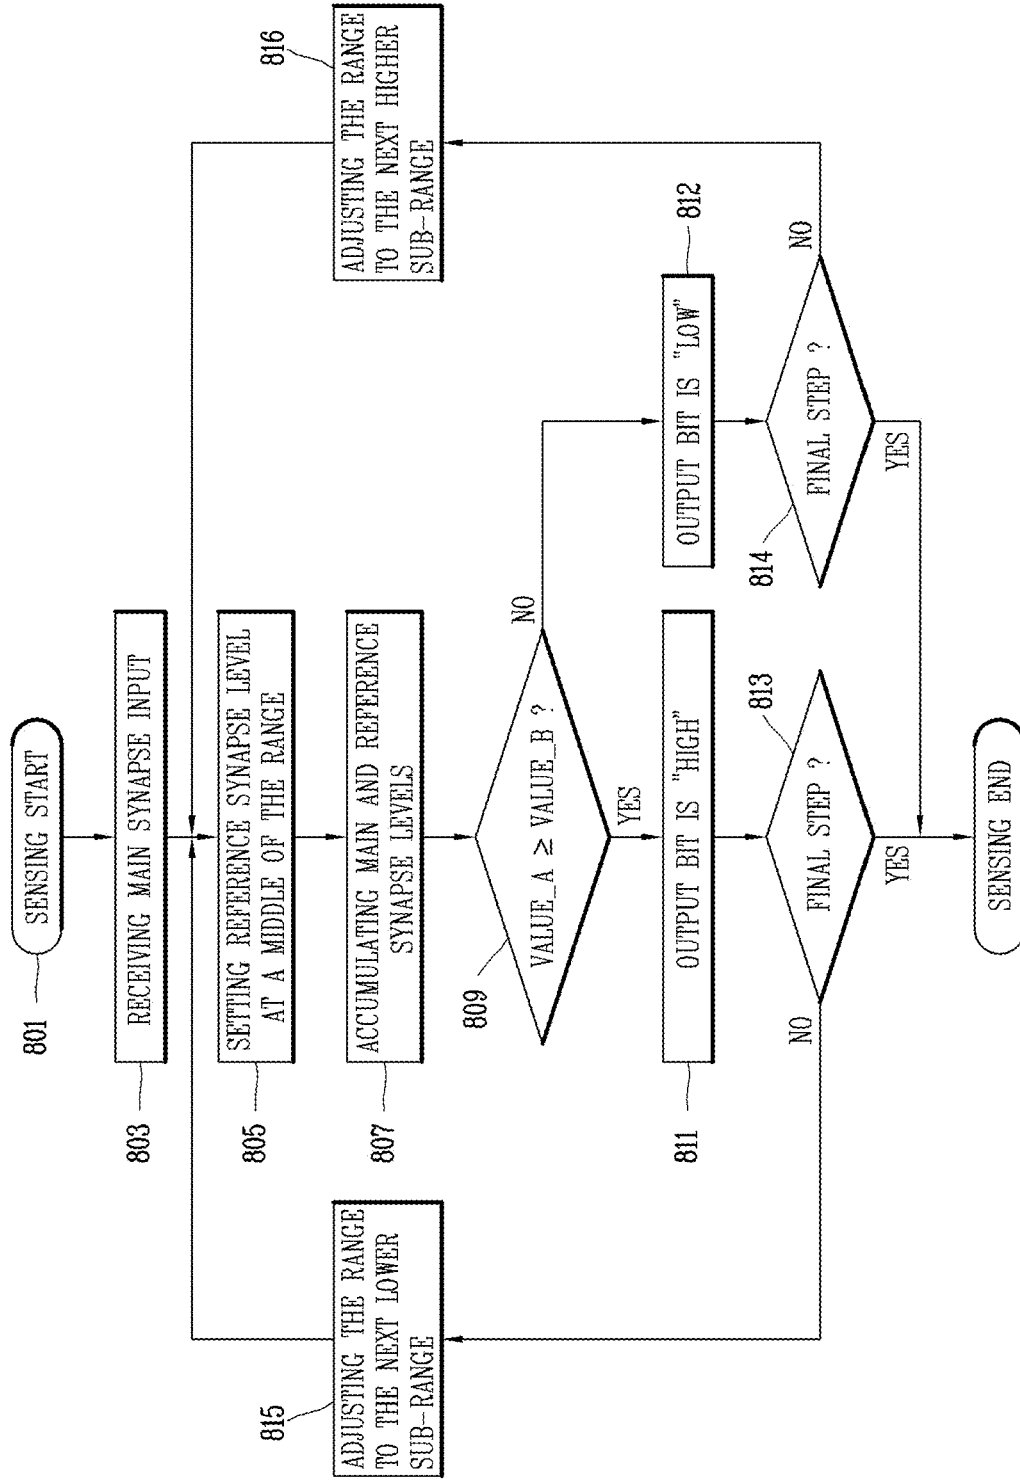 SENSING START
801
RECEIVING MAIN SYNAPSE INPUT
803
SETTING REFERENCE SYNAPSE LEVEL
AT A MIDDLE OF THE RANGE
805
ACCUMULATING MAIN AND REFERENCE
SYNAPSE LEVELS
807
ADJUSTING THE RANGE
TO THE NEXT LOWER
SUB-RANGE
815
ADJUSTING THE RANGE
TO THE NEXT HIGHER
SUB-RANGE
816
VALUE_A ≥ VALUE_B ?
809
NO
YES
OUTPUT BIT IS "HIGH"
811
OUTPUT BIT IS "LOW"
812
FINAL STEP ?
813
NO
YES
FINAL STEP ?
814
NO
YES
SENSING END